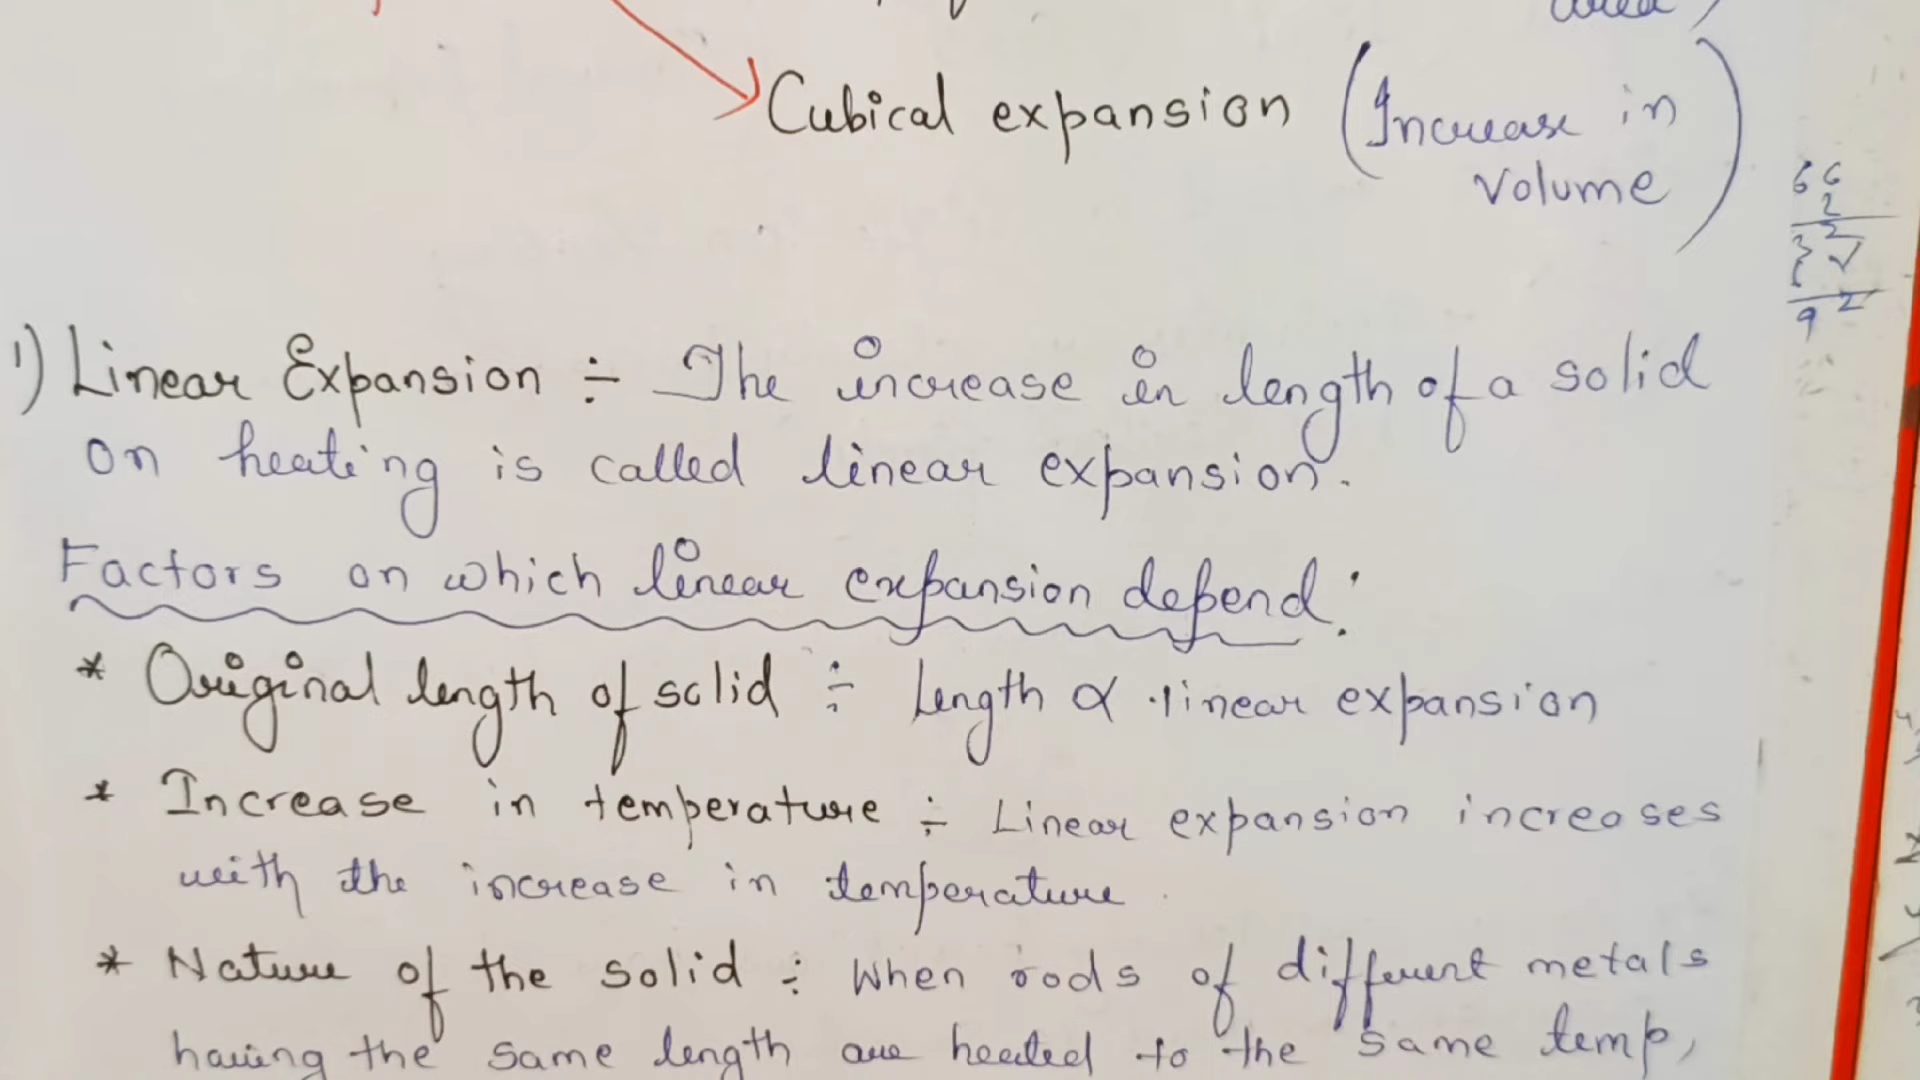 area)
Cubical expansion (Increase in
volume)
66
2
1) Linear Expansion ÷ The increase in length of a solid
on heating is called linear expansion.
Factors on which linear expansion depend:
* Original length of solid ÷ Length α linear expansion
* Increase in temperature ÷ Linear expansion increases
with the increase in temperature.
* Nature of the solid ÷ When rods of different metals
having the same length are heated to the same temp,